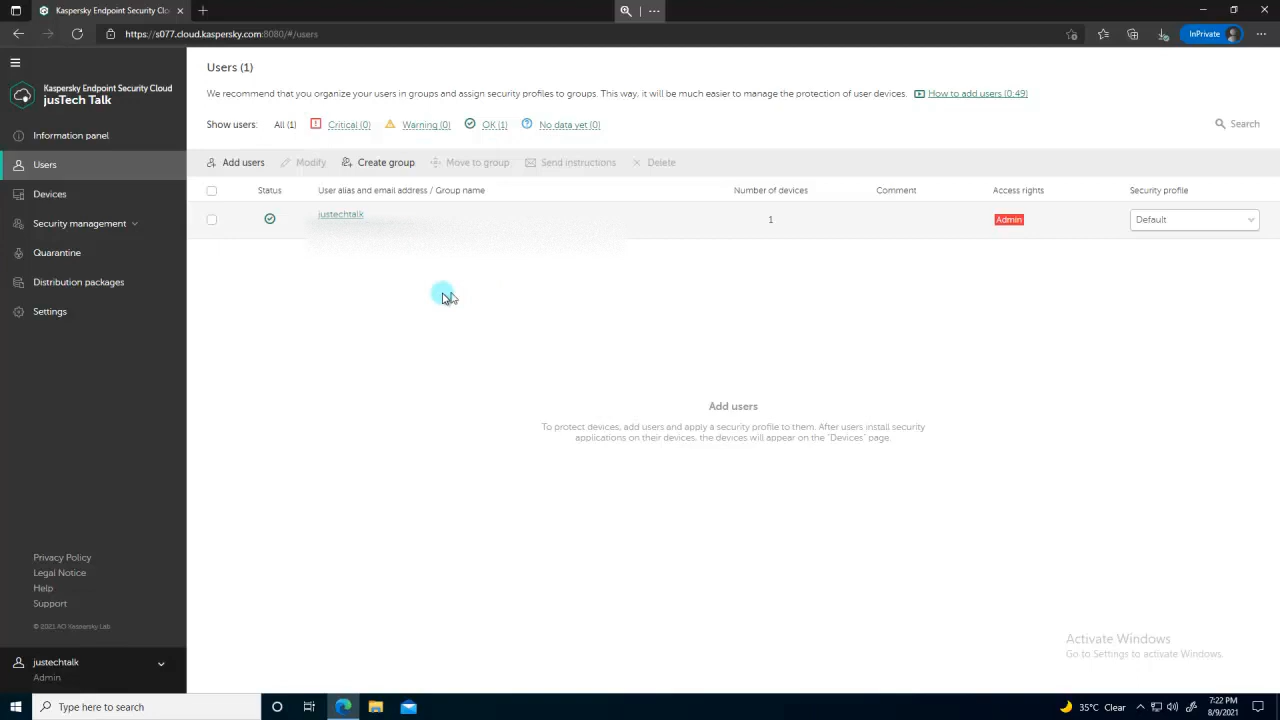 Kaspersky Endpoint Security Clou
https://s077.cloud.kaspersky.com:8080/#/users
InPrivate
Kaspersky Endpoint Security Cloud
jusTech Talk
Information panel
Users
Devices
Security management
Quarantine
Distribution packages
Settings
Privacy Policy
Legal Notice
Help
Support
© 2021 AO Kaspersky Lab
justechtalk
Admin
Users (1)
We recommend that you organize your users in groups and assign security profiles to groups. This way, it will be much easier to manage the protection of user devices. How to add users (0:49)
Show users: All (1) Critical (0) Warning (0) OK (1) No data yet (0) Search
Add users Modify Create group Move to group Send instructions Delete
Status User alias and email address / Group name Number of devices Comment Access rights Security profile
justechtalk 1 Admin Default
Add users
To protect devices, add users and apply a security profile to them. After users install security
applications on their devices, the devices will appear on the "Devices" page.
Activate Windows
Go to Settings to activate Windows.
Type here to search
35°C Clear
7:22 PM
8/9/2021